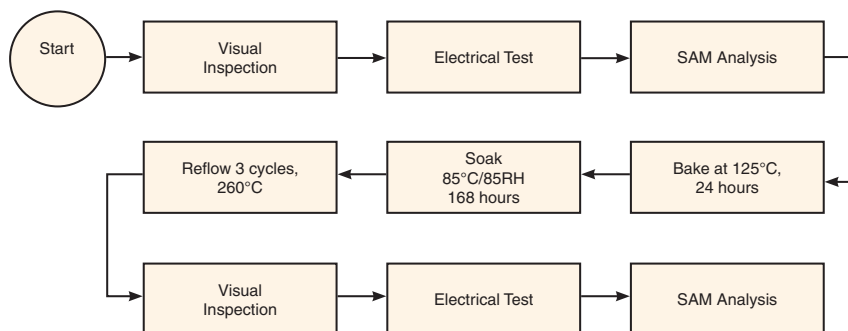 Start
Visual
Inspection
Electrical Test
SAM Analysis
Reflow 3 cycles,
260°C
Soak
85°C/85RH
168 hours
Bake at 125°C,
24 hours
Visual
Inspection
Electrical Test
SAM Analysis